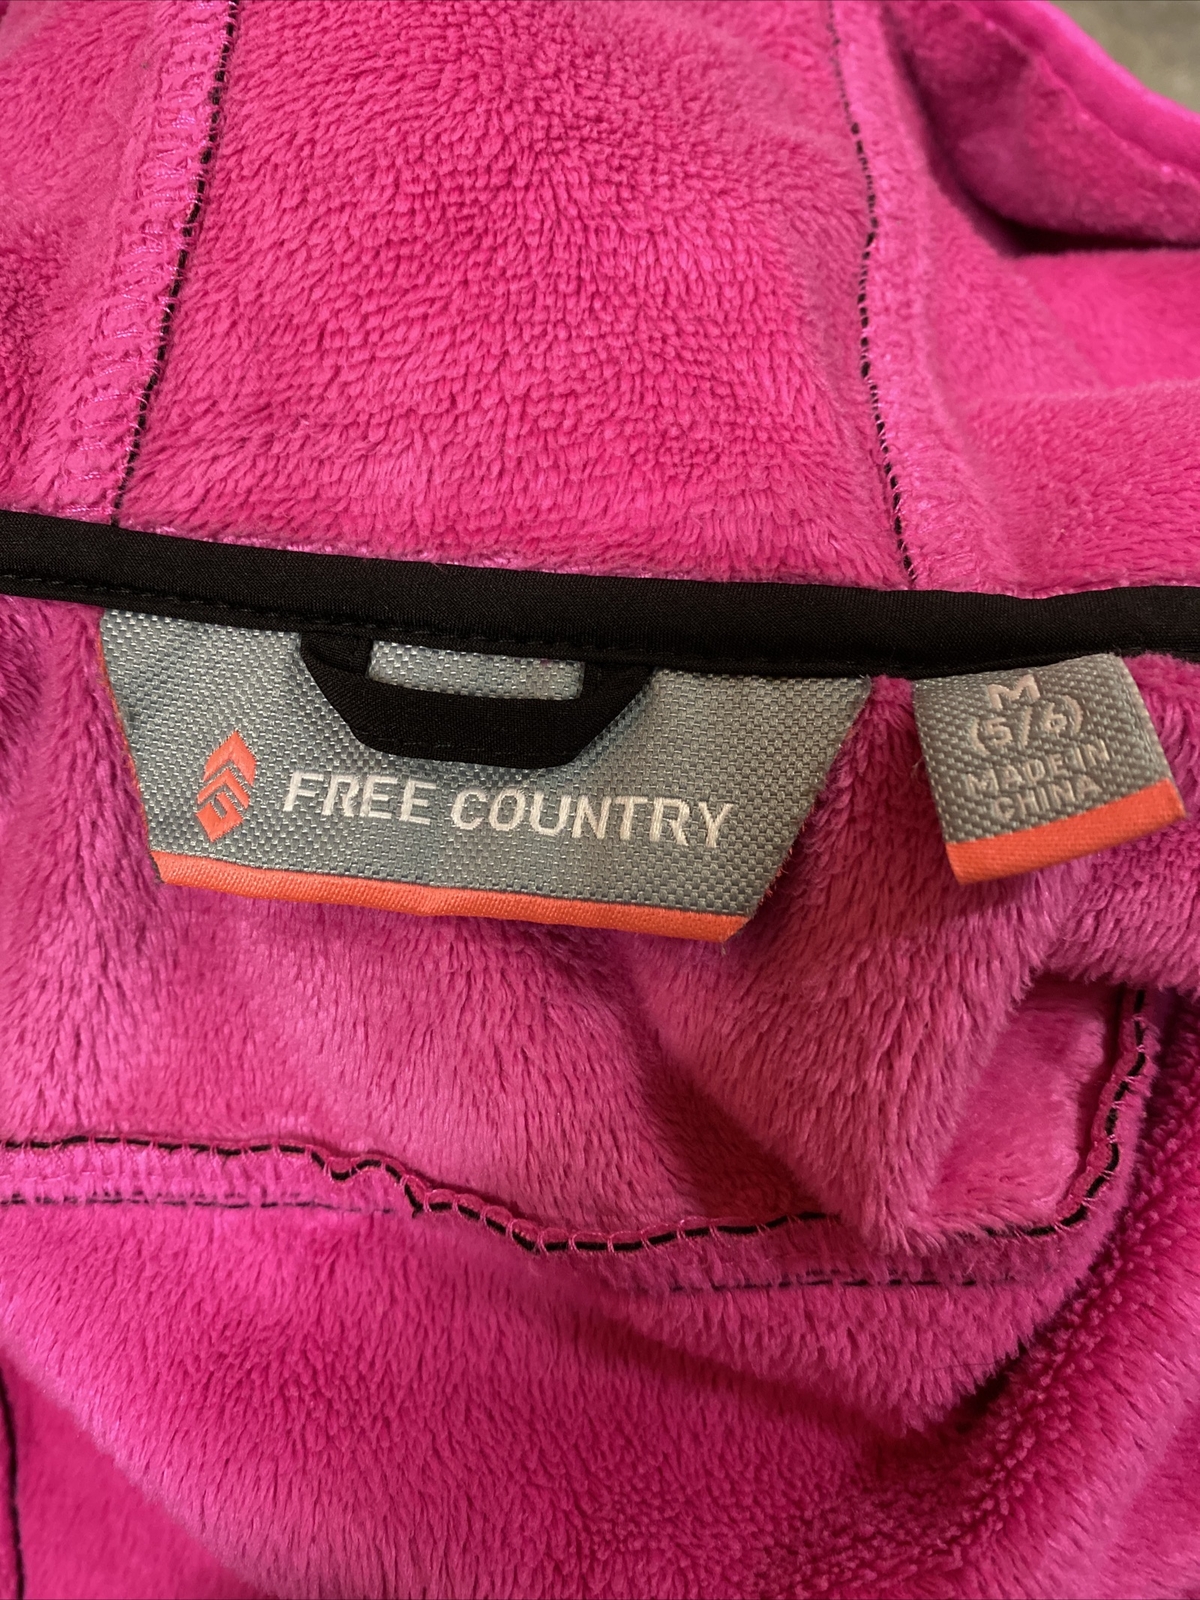 FREE COUNTRY
M
(5/6)
MADE IN
CHINA